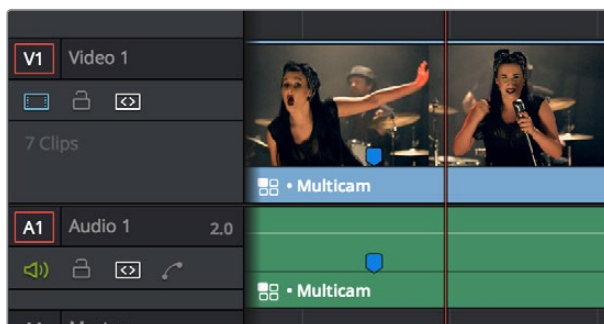 V1 Video 1
7 Clips
• Multicam
A1 Audio 1 2.0
• Multicam